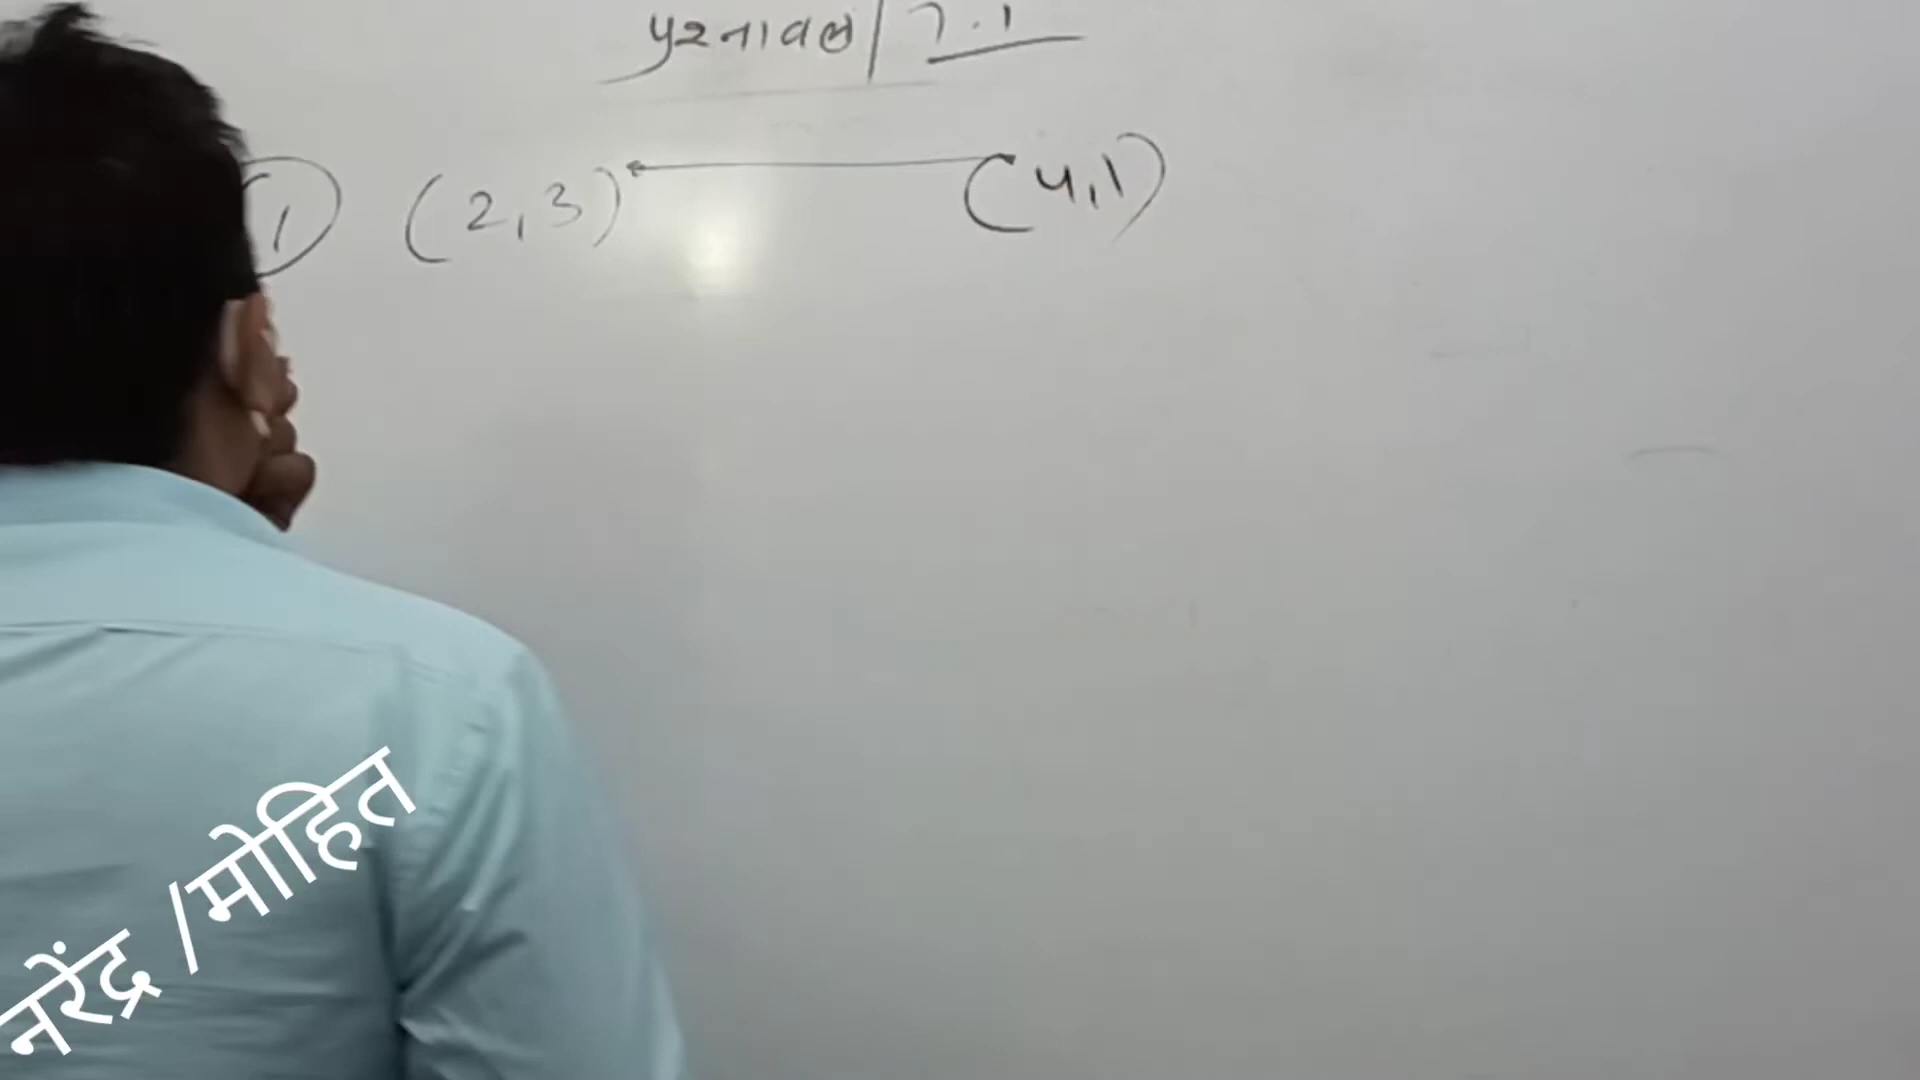 प्रश्नावली 7.1
① (2,3) (4,1)
नरेंद्र /मोहित